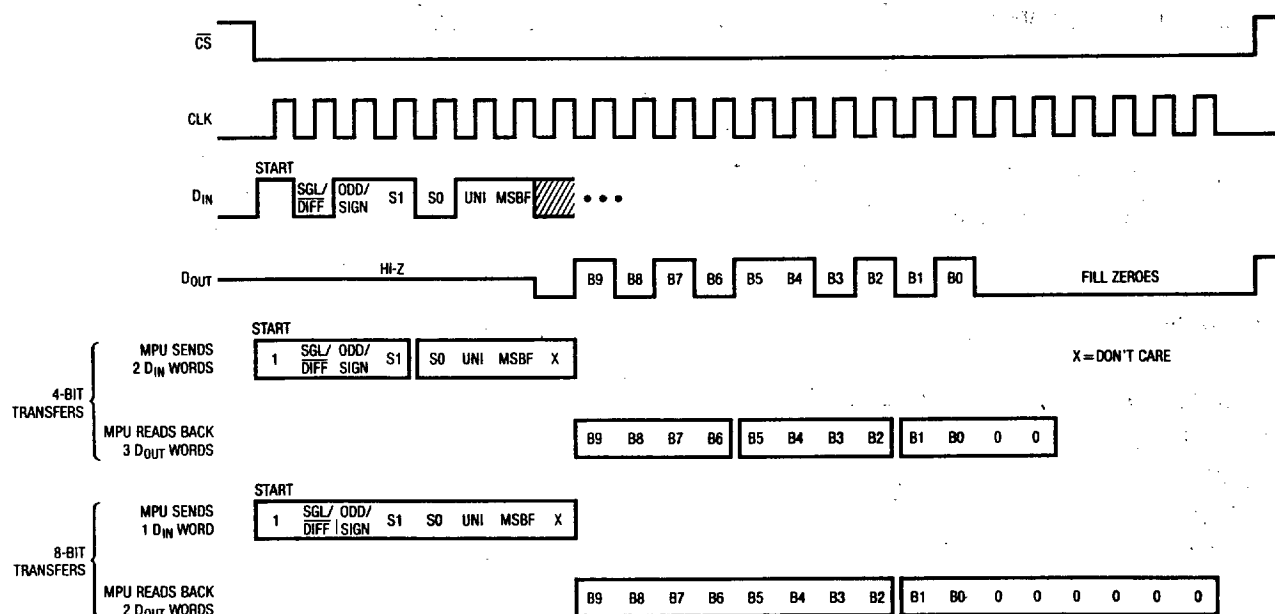 CS
CLK
START
DIN SGL/ DIFF ODD/ SIGN S1 S0 UNI MSBF • • •
DOUT HI-Z B9 B8 B7 B6 B5 B4 B3 B2 B1 B0 FILL ZEROES
4-BIT TRANSFERS
START
MPU SENDS 2 DIN WORDS
1 SGL/ DIFF ODD/ SIGN S1 S0 UNI MSBF X
X = DON'T CARE
MPU READS BACK 3 DOUT WORDS
B9 B8 B7 B6 B5 B4 B3 B2 B1 B0 0 0
8-BIT TRANSFERS
START
MPU SENDS 1 DIN WORD
1 SGL/ DIFF ODD/ SIGN S1 S0 UNI MSBF X
MPU READS BACK 2 DOUT WORDS
B9 B8 B7 B6 B5 B4 B3 B2 B1 B0 0 0 0 0 0 0